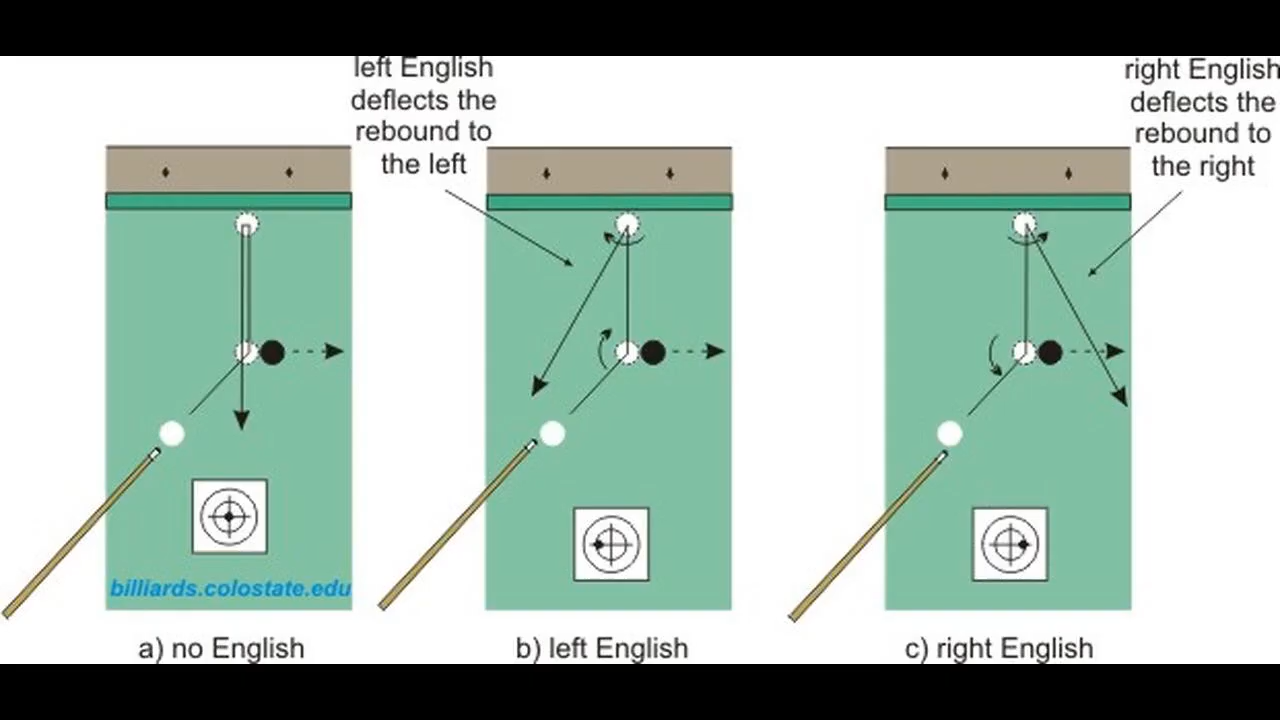 left English
deflects the
rebound to
the left
right English
deflects the
rebound to
the right
billiards.colostate.edu
a) no English
b) left English
c) right English